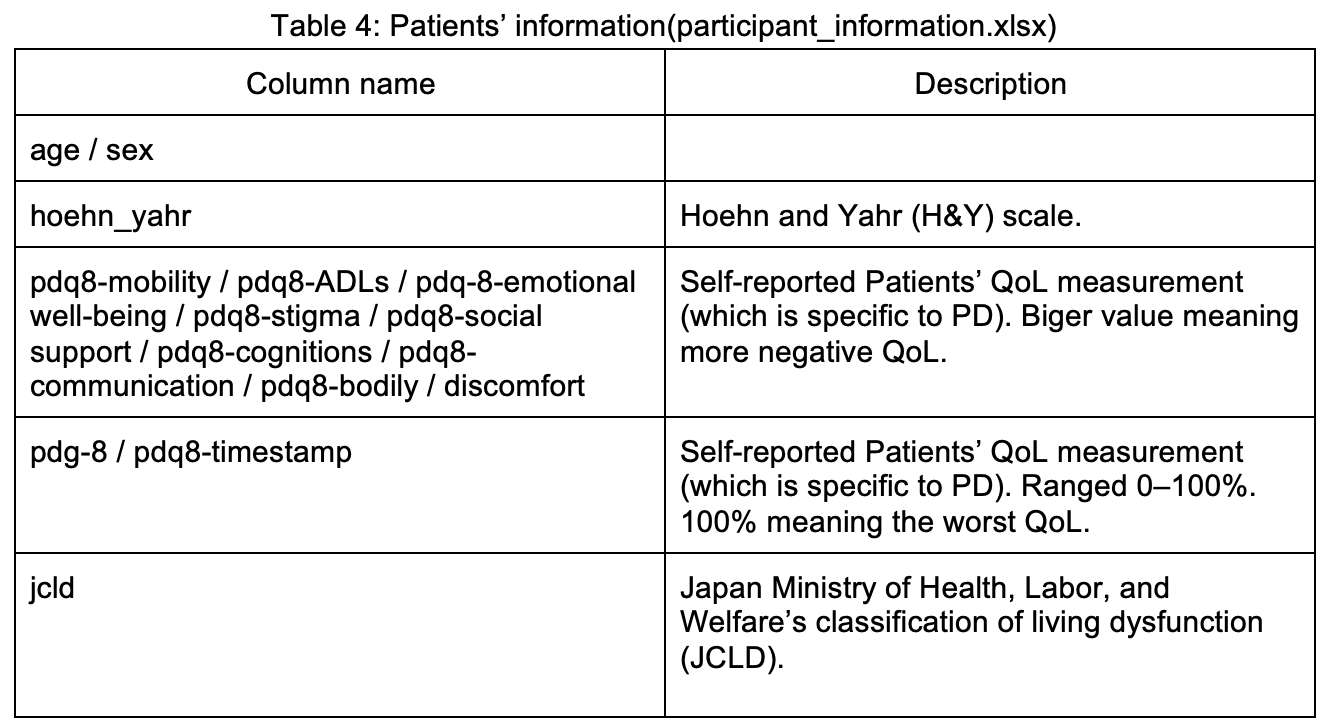 Table 4: Patients’ information(participant_information.xlsx)
Column name
Description
age / sex
hoehn_yahr
Hoehn and Yahr (H&Y) scale.
pdq8-mobility / pdq8-ADLs / pdq-8-emotional
well-being / pdq8-stigma / pdq8-social
support / pdq8-cognitions / pdq8-
communication / pdq8-bodily / discomfort
Self-reported Patients’ QoL measurement
(which is specific to PD). Biger value meaning
more negative QoL.
pdg-8 / pdq8-timestamp
Self-reported Patients’ QoL measurement
(which is specific to PD). Ranged 0–100%.
100% meaning the worst QoL.
jcld
Japan Ministry of Health, Labor, and
Welfare’s classification of living dysfunction
(JCLD).